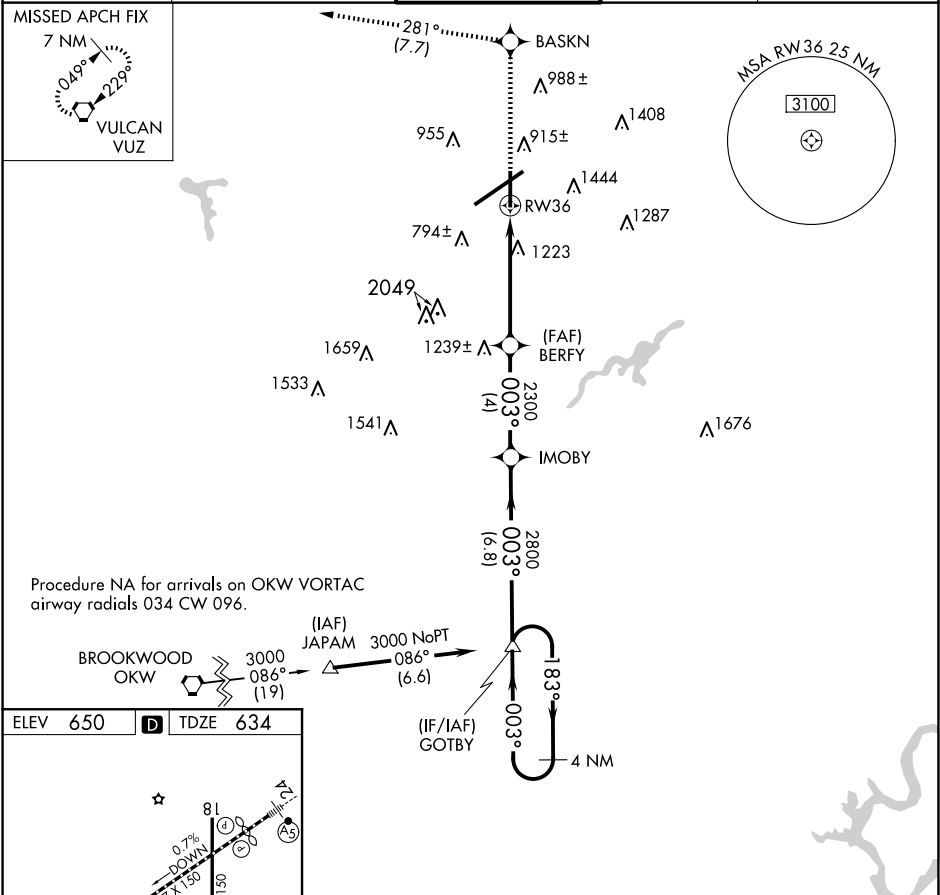 MISSED APCH FIX
7 NM
049°
229°
VULCAN
VUZ
281°
(7.7)
BASKN
MSA RW36 25 NM
3100
988±
1408
955
915±
1444
RW36
1287
794±
1223
2049
(FAF)
BERFY
1659
1239±
1533
2300
003°
(4)
1541
1676
IMOBY
2800
003°
(6.8)
Procedure NA for arrivals on OKW VORTAC
airway radials 034 CW 096.
(IAF)
JAPAM
3000 NoPT
086°
(6.6)
BROOKWOOD
OKW
3000
086°
(19)
183°
003°
(IF/IAF)
GOTBY
4 NM
ELEV 650
D
TDZE 634
24
18
P
P
A5
0.7%
DOWN
X 150
150